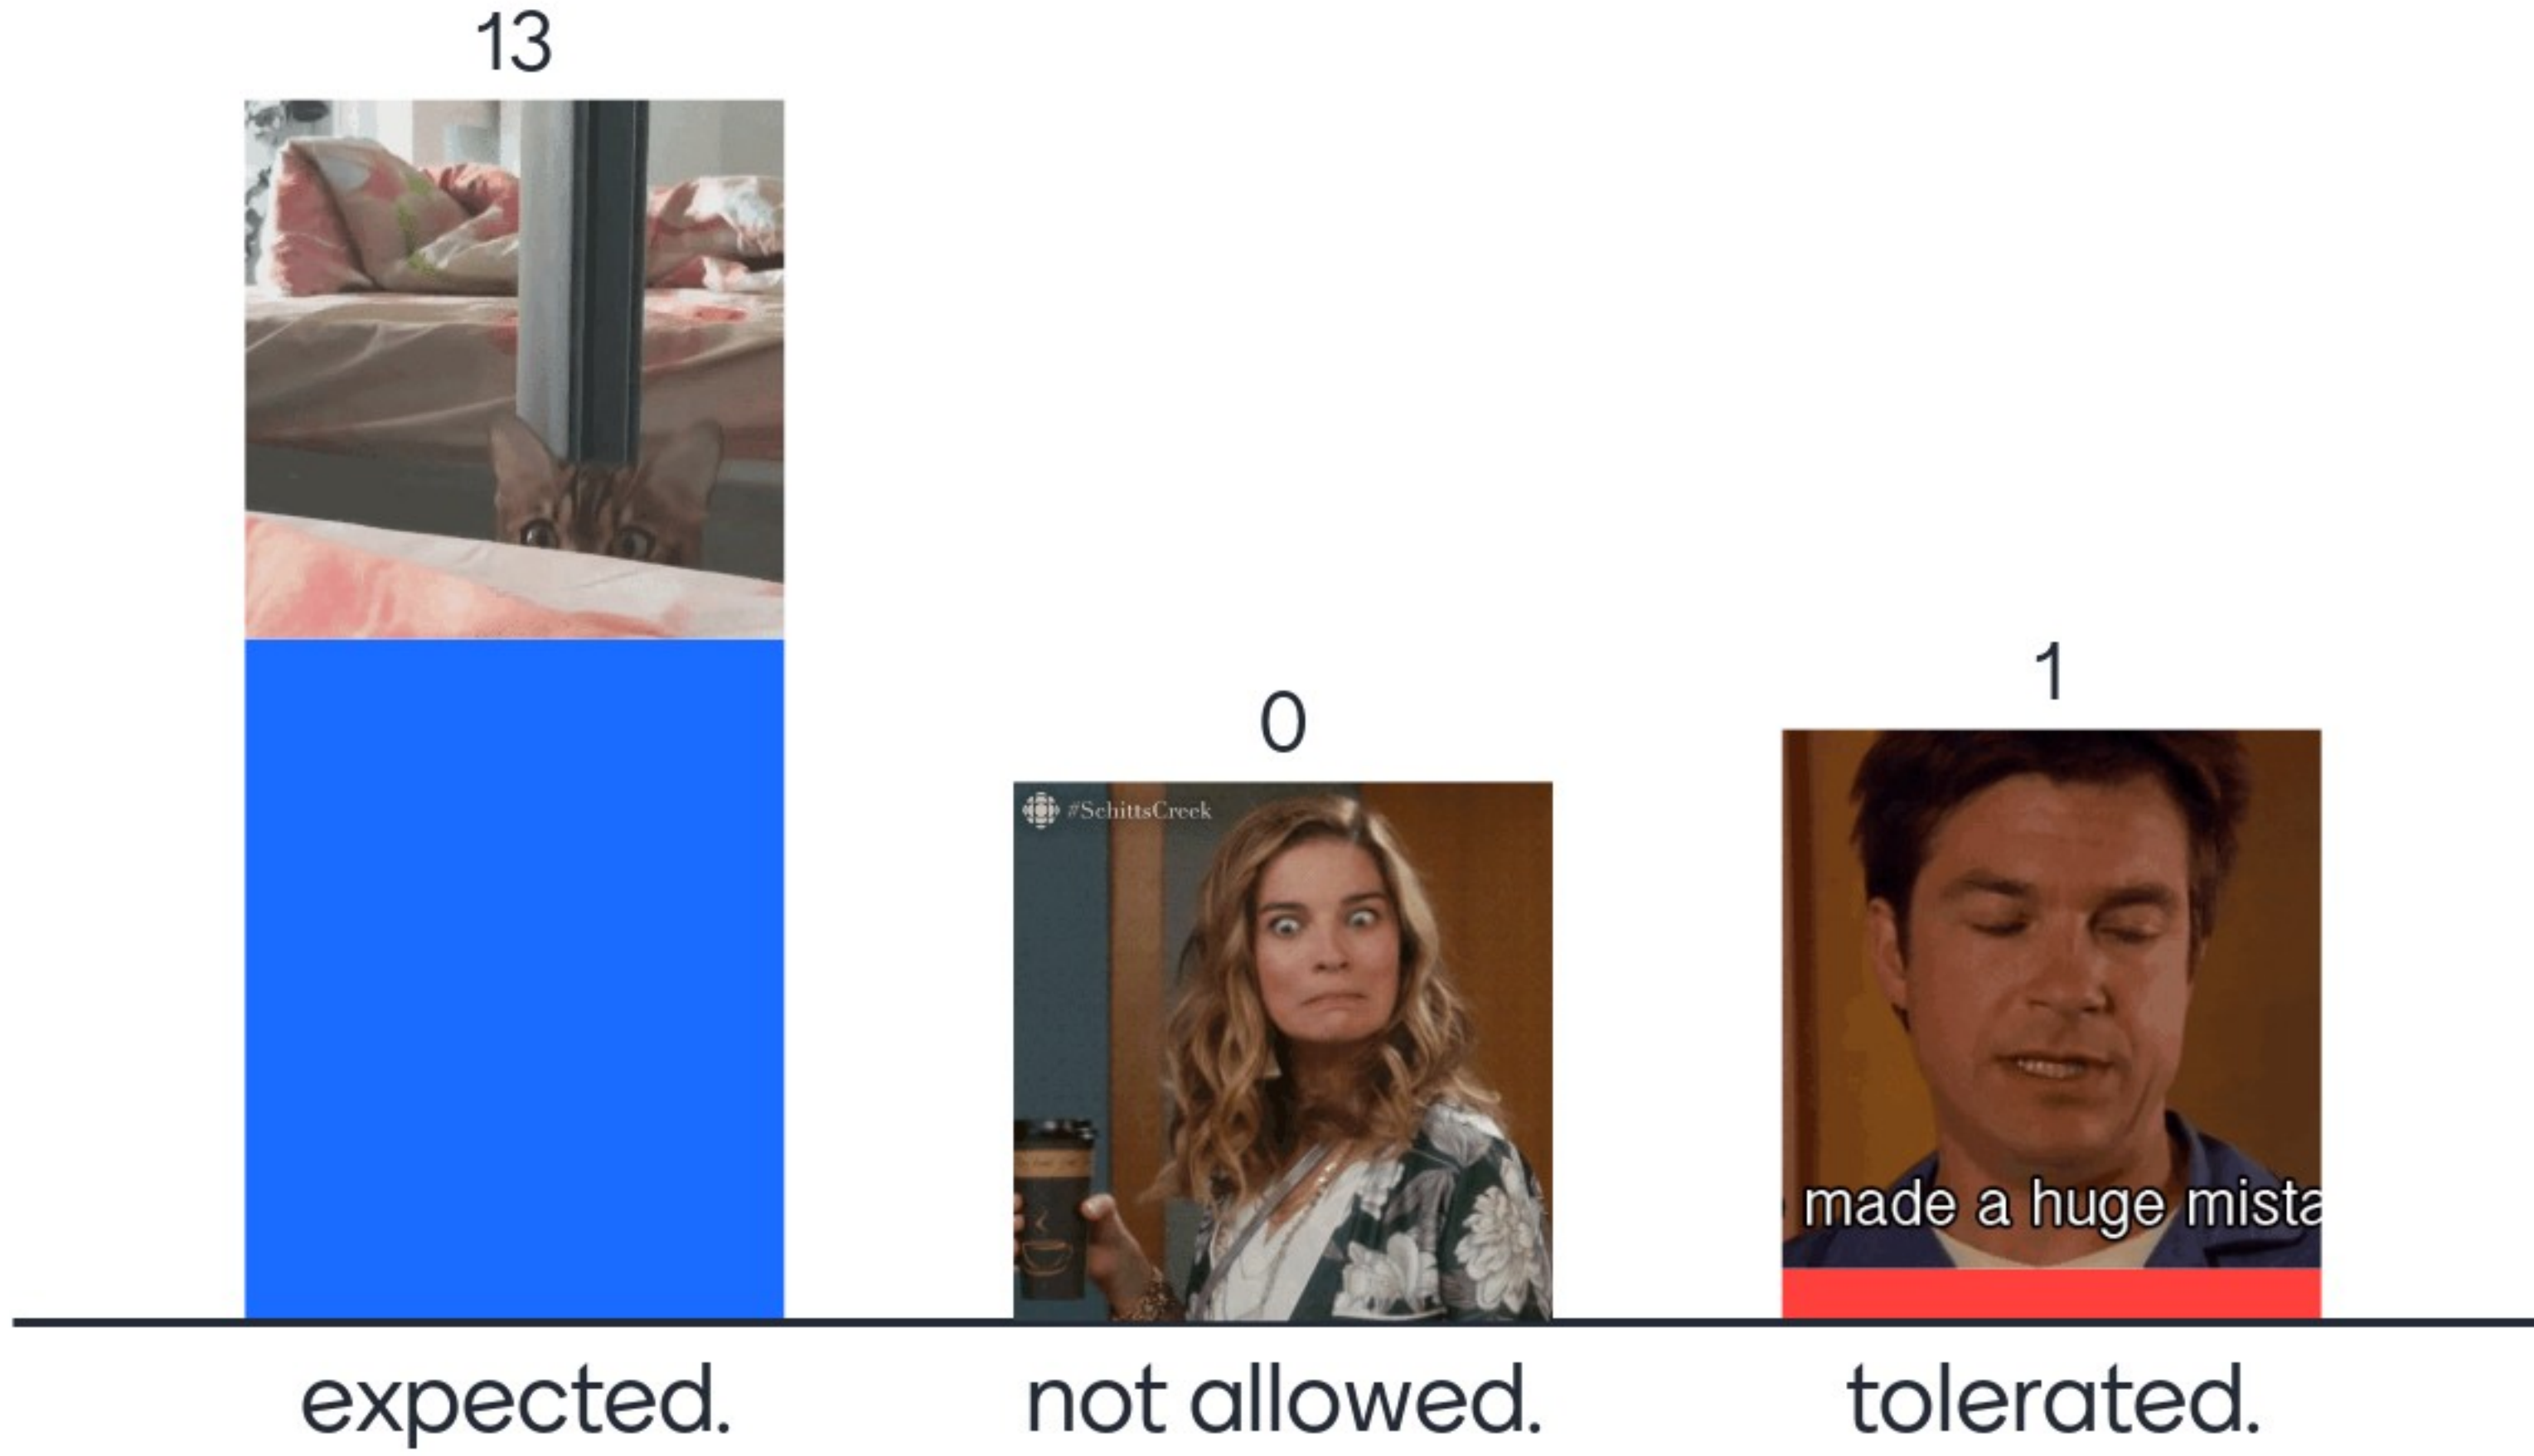 13
0
1
#SchittsCreek
made a huge mista
expected.
not allowed.
tolerated.